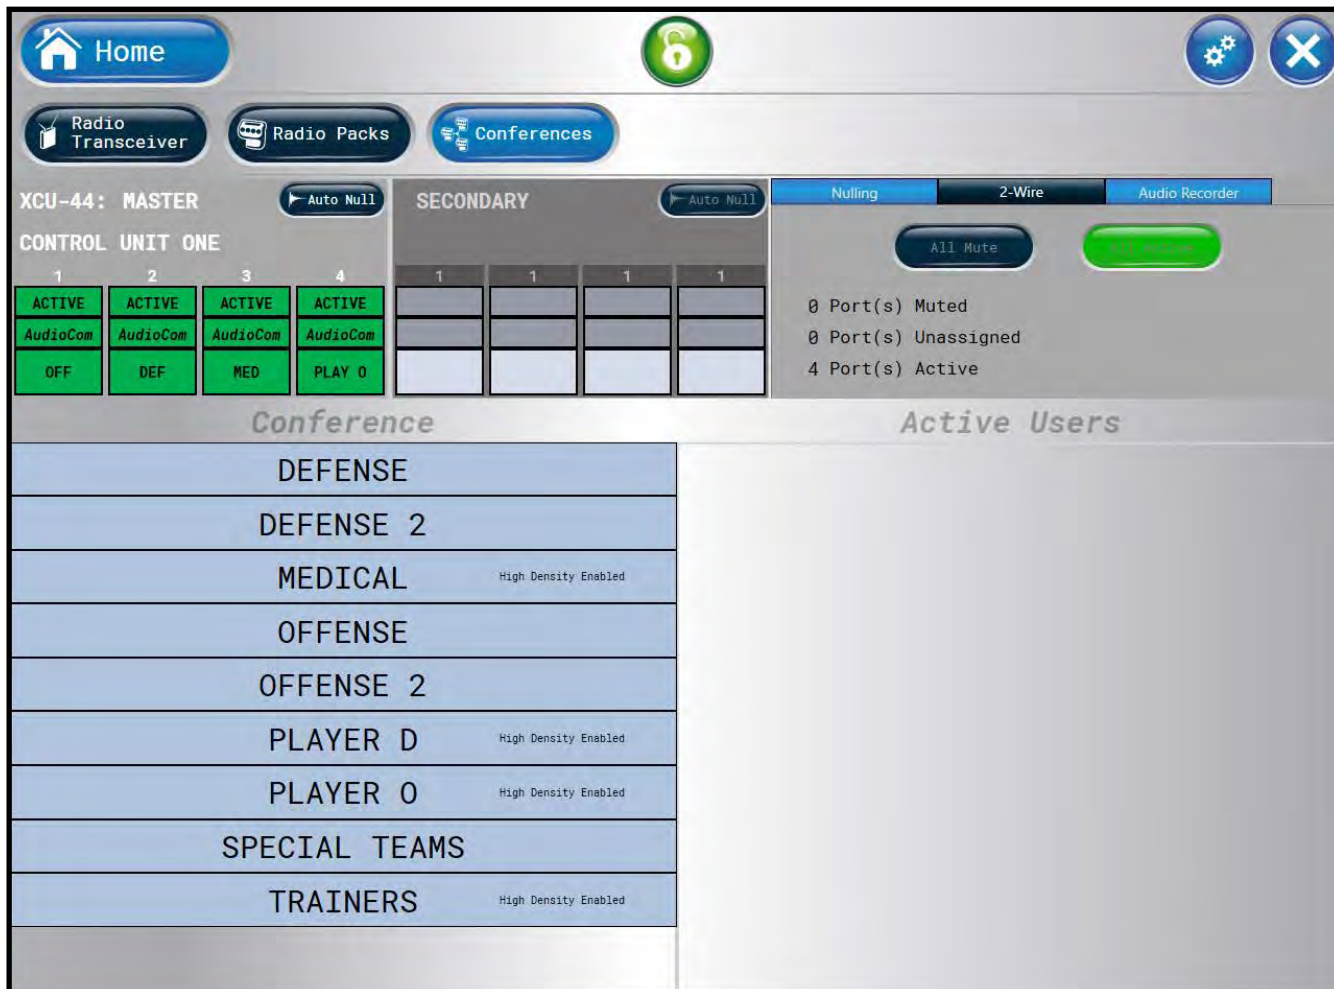 Home
Radio
Transceiver
Radio Packs
Conferences
XCU-44: MASTER
Auto Null
SECONDARY
Auto Null
Nulling
2-Wire
Audio Recorder
CONTROL UNIT ONE
All Mute
1 2 3 4
1 1 1 1
ACTIVE ACTIVE ACTIVE ACTIVE
AudioCom AudioCom AudioCom AudioCom
OFF DEF MED PLAY O
0 Port(s) Muted
0 Port(s) Unassigned
4 Port(s) Active
Conference
Active Users
DEFENSE
DEFENSE 2
MEDICAL High Density Enabled
OFFENSE
OFFENSE 2
PLAYER D High Density Enabled
PLAYER O High Density Enabled
SPECIAL TEAMS
TRAINERS High Density Enabled